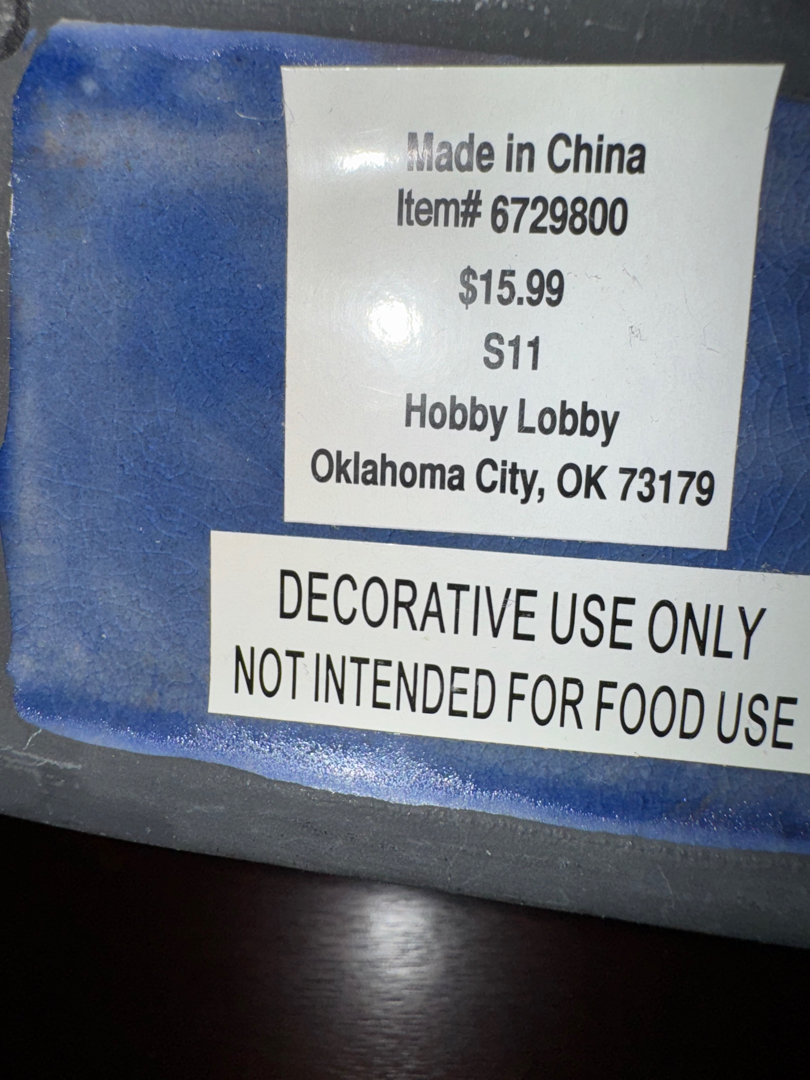 Made in China
Item# 6729800
$15.99
S11
Hobby Lobby
Oklahoma City, OK 73179
DECORATIVE USE ONLY
NOT INTENDED FOR FOOD USE